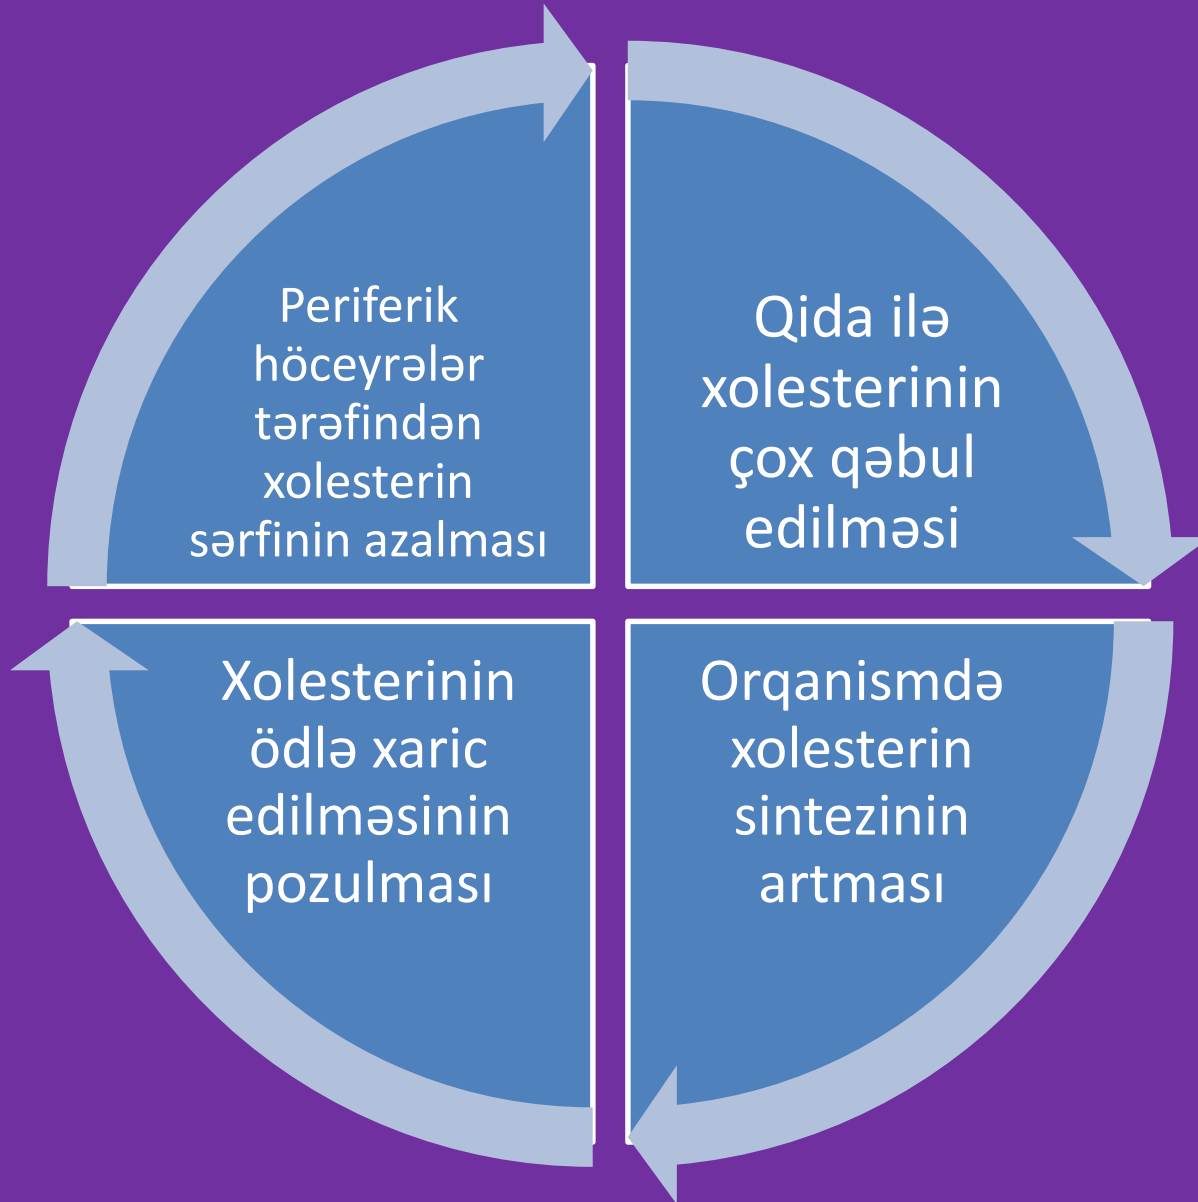 Periferik
höceyrələr
tərəfindən
xolesterin
sərfinin azalması
Qida ilə
xolesterinin
çox qəbul
edilməsi
Xolesterinin
ödlə xaric
edilməsinin
pozulması
Orqanismdə
xolesterin
sintezinin
artması